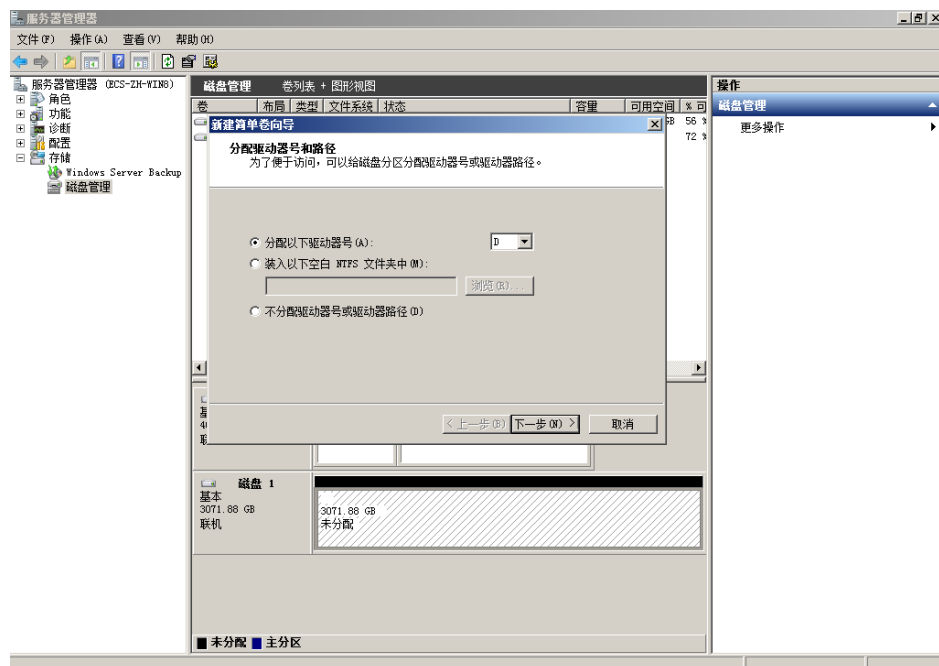 服务器管理器
文件(F) 操作(A) 查看(V) 帮助(H)
服务器管理器 (ECS-ZH-WIN8)
角色
功能
诊断
配置
存储
Windows Server Backup
磁盘管理
磁盘管理 卷列表 + 图形视图
卷 布局 类型 文件系统 状态 容量 可用空间 % 可
GB 56 %
72 %
新建简单卷向导
分配驱动器号和路径
为了便于访问，可以给磁盘分区分配驱动器号或驱动器路径。
分配以下驱动器号(A): D
装入以下空白 NTFS 文件夹中(M):
浏览(R)...
不分配驱动器号或驱动器路径(D)
< 上一步(B) 下一步(N) > 取消
磁盘 1
基本
3071.88 GB
联机
3071.88 GB
未分配
未分配 主分区
操作
磁盘管理
更多操作